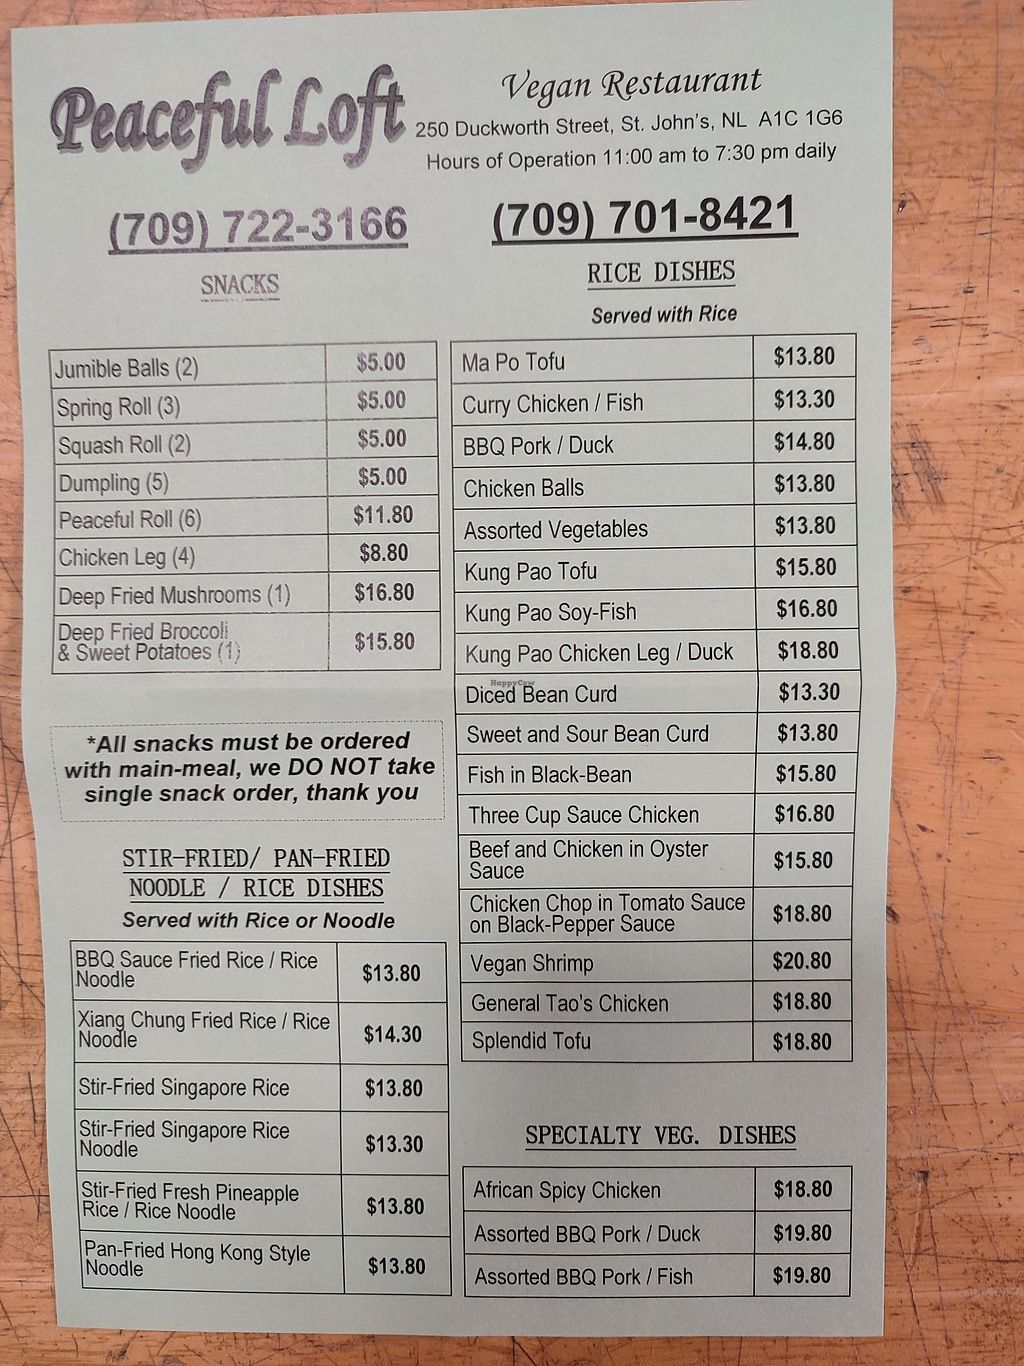 Peaceful Loft
Vegan Restaurant
250 Duckworth Street, St. John's, NL A1C 1G6
Hours of Operation 11:00 am to 7:30 pm daily
(709) 722-3166
(709) 701-8421
SNACKS
Jumible Balls (2) $5.00
Spring Roll (3) $5.00
Squash Roll (2) $5.00
Dumpling (5) $5.00
Peaceful Roll (6) $11.80
Chicken Leg (4) $8.80
Deep Fried Mushrooms (1) $16.80
Deep Fried Broccoli
& Sweet Potatoes (1) $15.80
*All snacks must be ordered
with main-meal, we DO NOT take
single snack order, thank you
STIR-FRIED/ PAN-FRIED
NOODLE / RICE DISHES
Served with Rice or Noodle
BBQ Sauce Fried Rice / Rice
Noodle $13.80
Xiang Chung Fried Rice / Rice
Noodle $14.30
Stir-Fried Singapore Rice $13.80
Stir-Fried Singapore Rice
Noodle $13.30
Stir-Fried Fresh Pineapple
Rice / Rice Noodle $13.80
Pan-Fried Hong Kong Style
Noodle $13.80
RICE DISHES
Served with Rice
Ma Po Tofu $13.80
Curry Chicken / Fish $13.30
BBQ Pork / Duck $14.80
Chicken Balls $13.80
Assorted Vegetables $13.80
Kung Pao Tofu $15.80
Kung Pao Soy-Fish $16.80
Kung Pao Chicken Leg / Duck $18.80
HappyCow
Diced Bean Curd $13.30
Sweet and Sour Bean Curd $13.80
Fish in Black-Bean $15.80
Three Cup Sauce Chicken $16.80
Beef and Chicken in Oyster
Sauce $15.80
Chicken Chop in Tomato Sauce
on Black-Pepper Sauce $18.80
Vegan Shrimp $20.80
General Tao's Chicken $18.80
Splendid Tofu $18.80
SPECIALTY VEG. DISHES
African Spicy Chicken $18.80
Assorted BBQ Pork / Duck $19.80
Assorted BBQ Pork / Fish $19.80